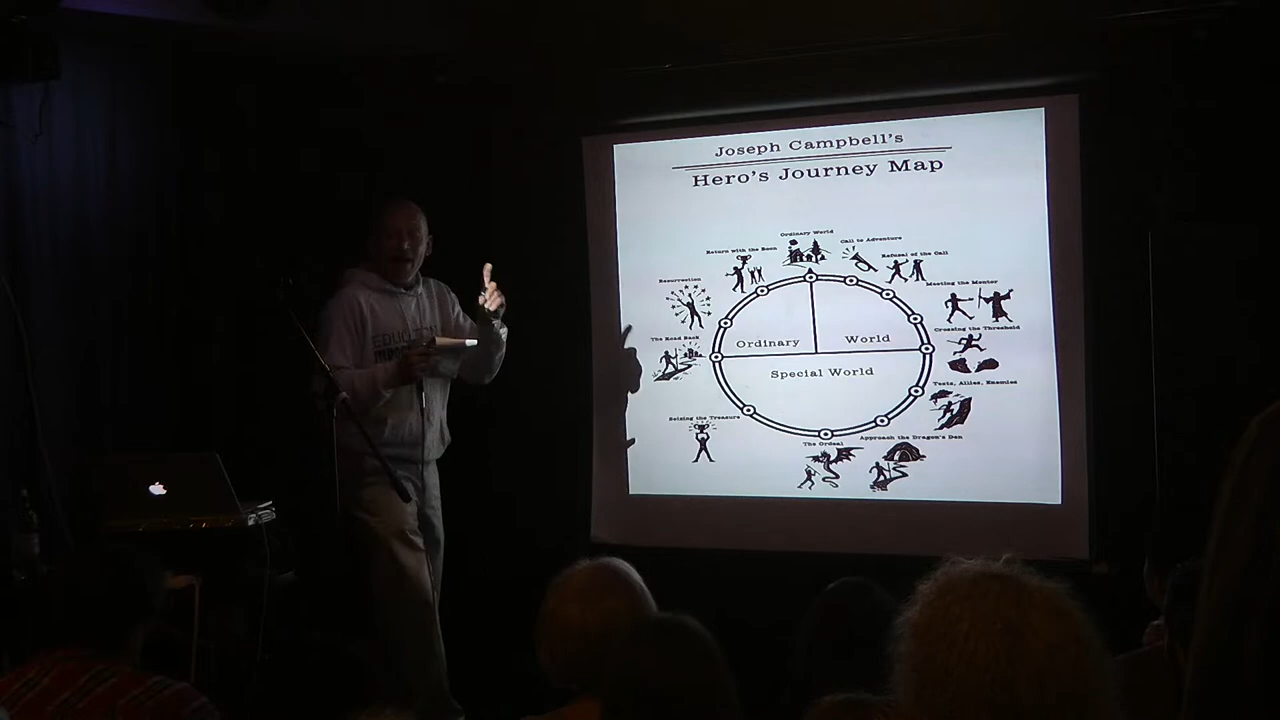 Joseph Campbell's
Hero's Journey Map
Ordinary World
Call to Adventure
Refusal of the Call
Meeting the Mentor
Crossing the Threshold
Tests, Allies, Enemies
Approach the Dragon's Den
The Ordeal
Seizing the Treasure
The Road Back
Resurrection
Return with the Boon
Ordinary
World
Special World